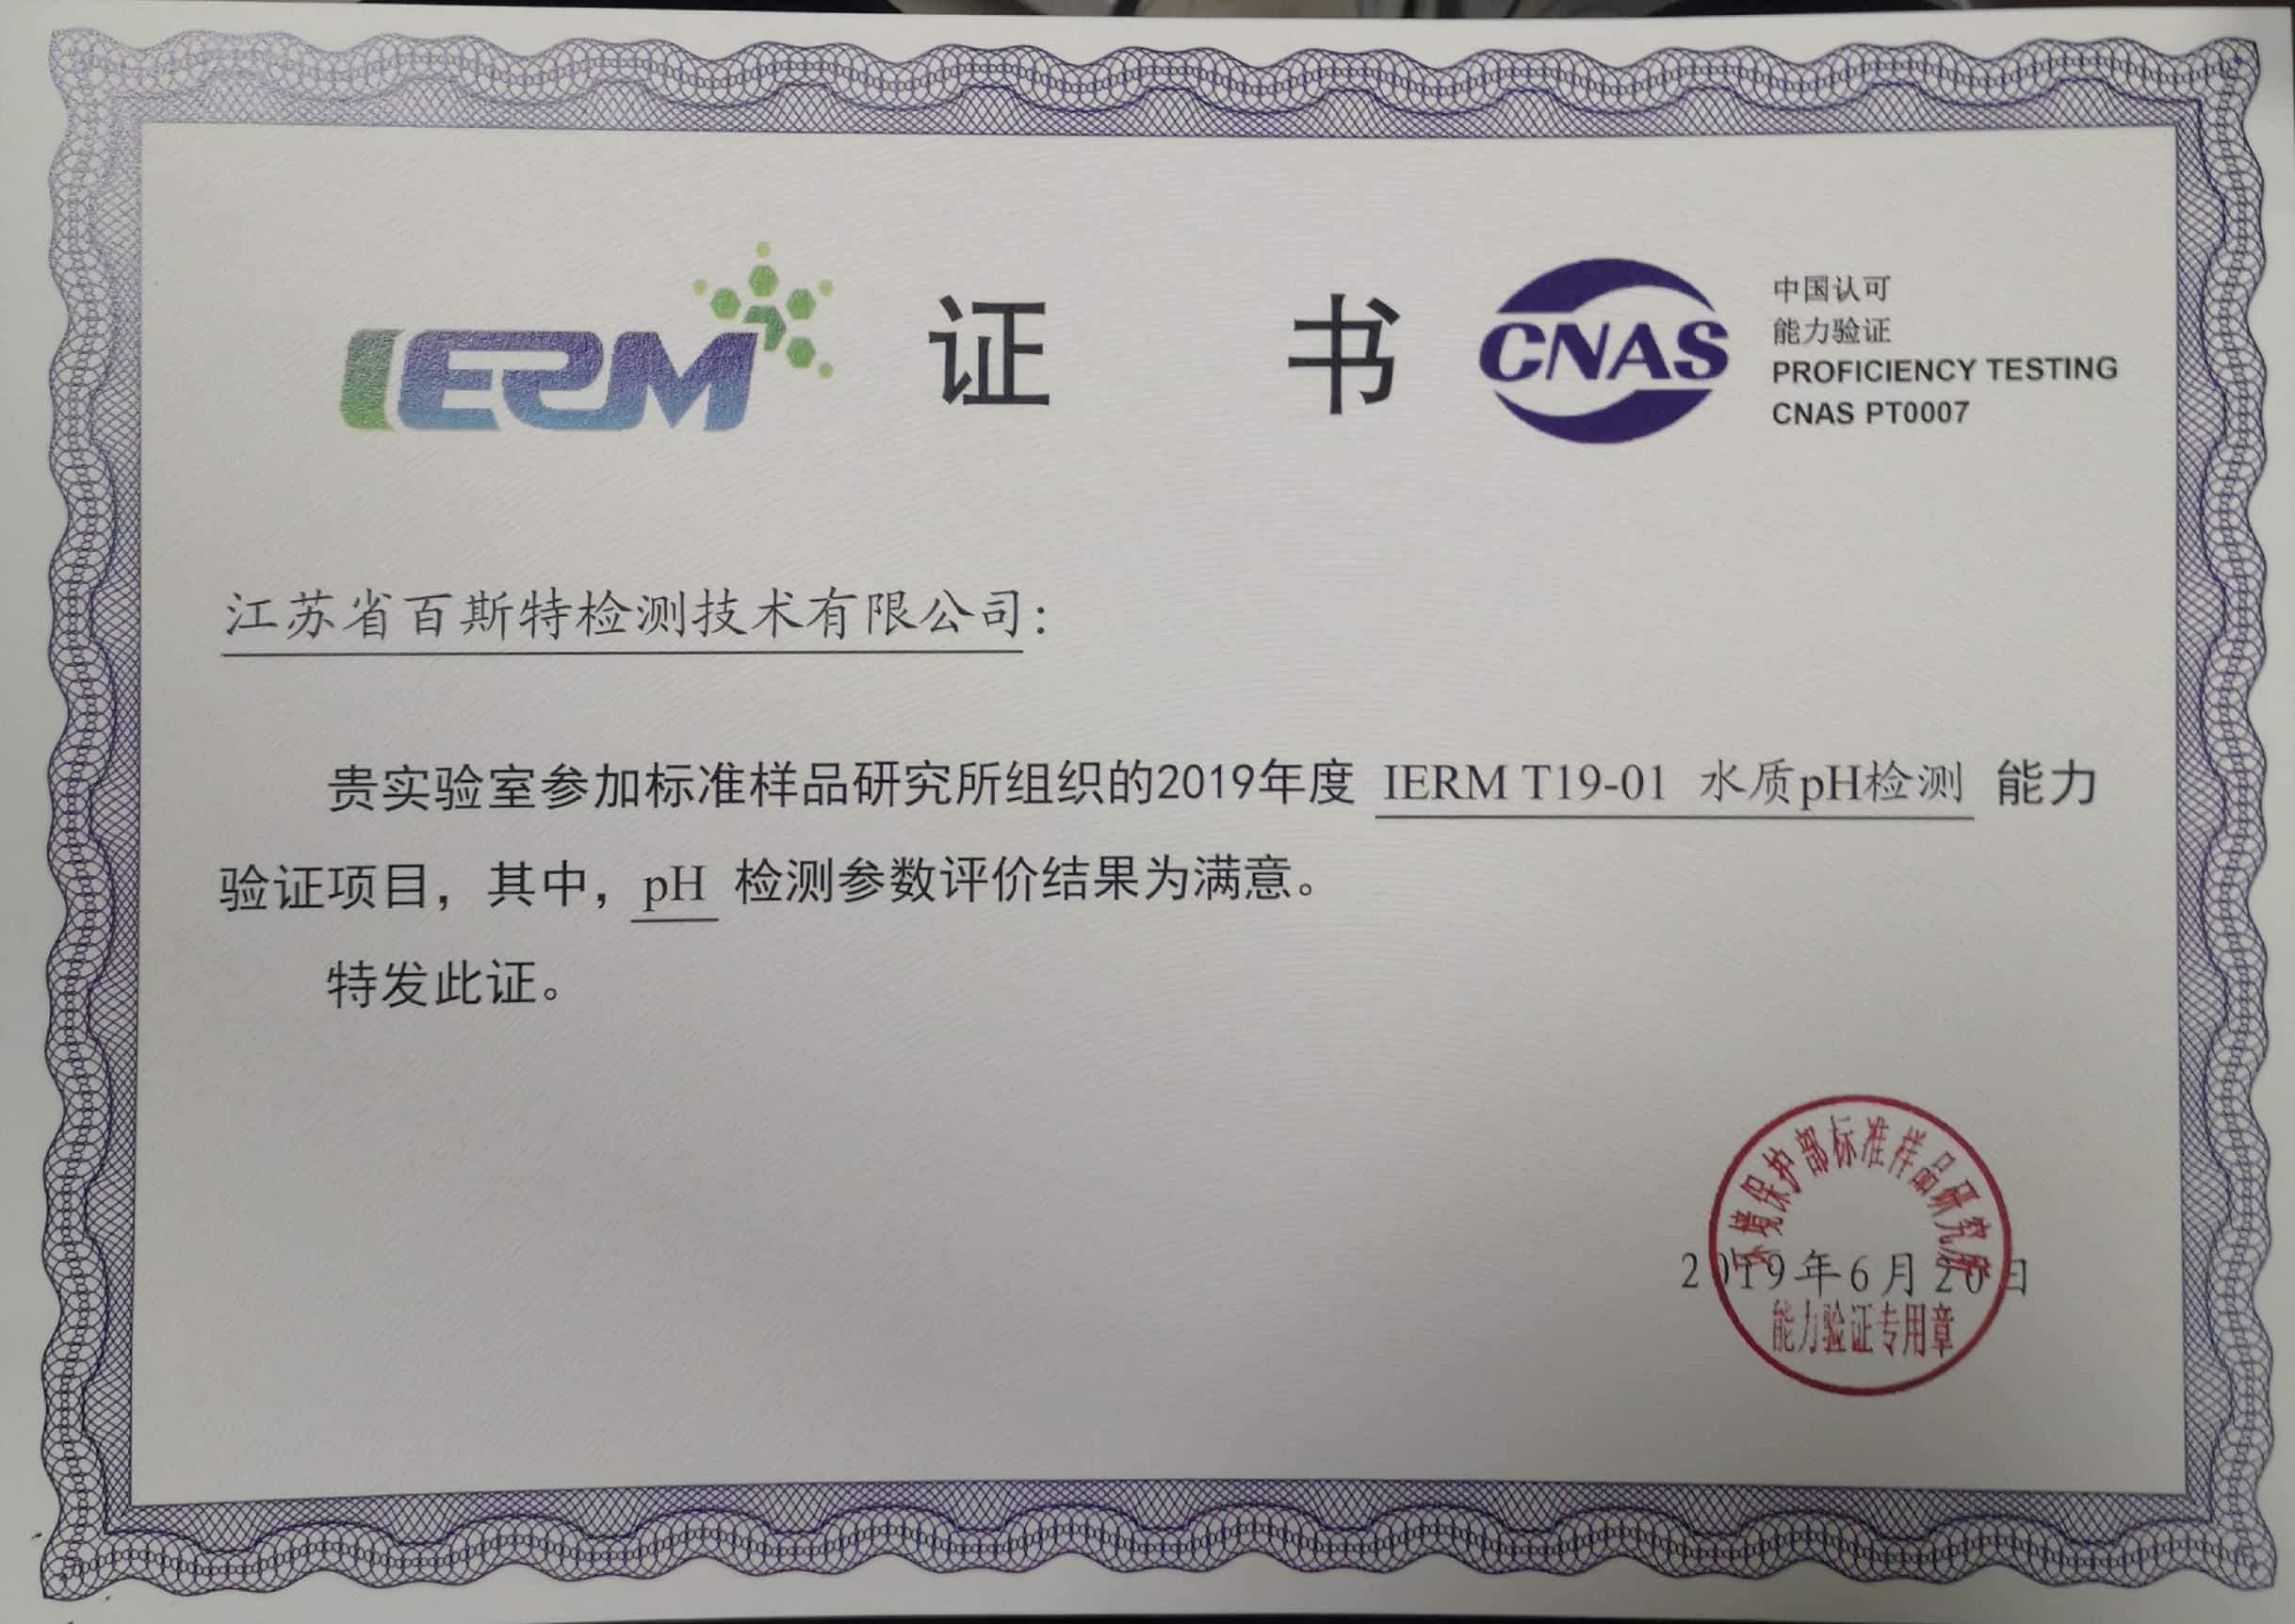 IERM
证 书
CNAS
中国认可
能力验证
PROFICIENCY TESTING
CNAS PT0007
江苏省百斯特检测技术有限公司:
贵实验室参加标准样品研究所组织的2019年度 IERM T19-01 水质pH检测 能力
验证项目，其中，pH 检测参数评价结果为满意。
特发此证。
环境保护部标准样品研究所
2019年6月20日
能力验证专用章